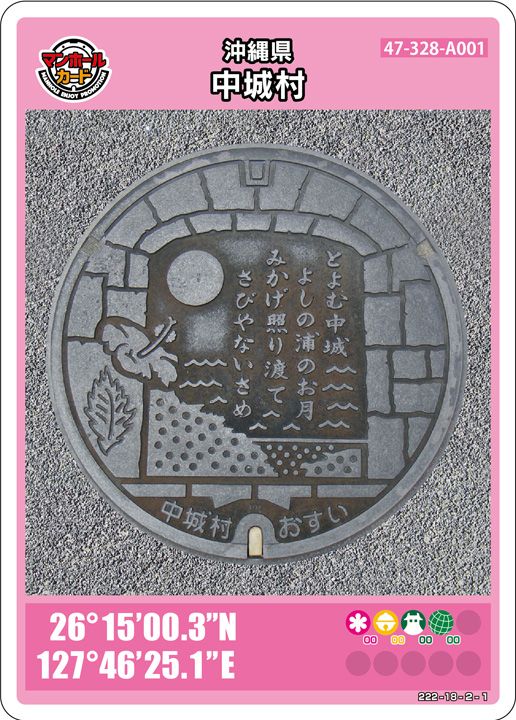 マンホール
カード
MANHOLE ENJOY PROMOTION
沖縄県
中城村
47-328-A001
とよむ中城
よしの浦のお月
みかげ照り渡て
さびやないさめ
中城村 おすい
26°15’00.3”N
127°46’25.1”E
00 00 00 00
222-18-2-1